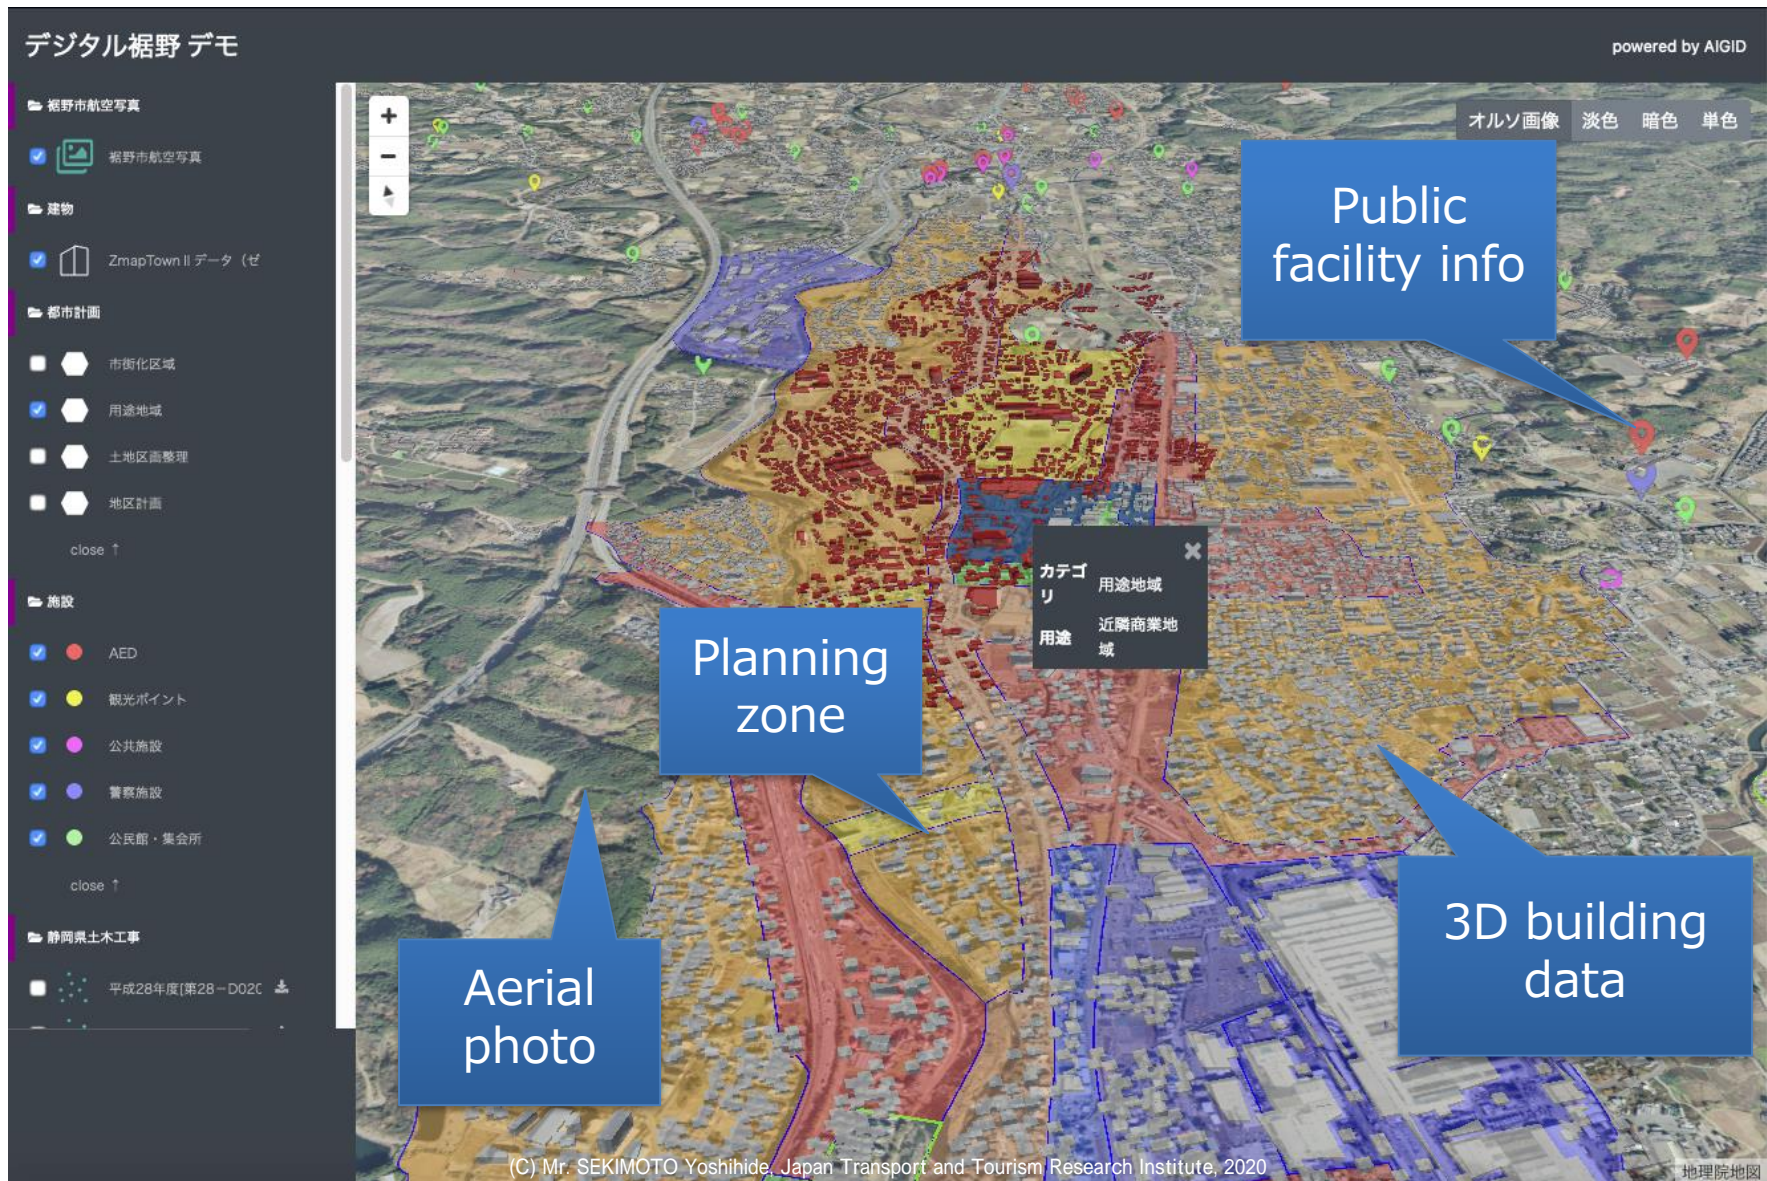 デジタル裾野 デモ
powered by AIGID
裾野市航空写真
裾野市航空写真
建物
ZmapTown II データ（ゼ
都市計画
市街化区域
用途地域
土地区画整理
地区計画
close ↑
施設
AED
観光ポイント
公共施設
警察施設
公民館・集会所
close ↑
静岡県土木工事
平成28年度[第28－D02C
オルソ画像 淡色 暗色 単色
Public
facility info
カテゴ
リ
用途地域
用途
近隣商業地
域
Planning
zone
3D building
data
Aerial
photo
(C) Mr. SEKIMOTO Yoshihide, Japan Transport and Tourism Research Institute, 2020
地理院地図